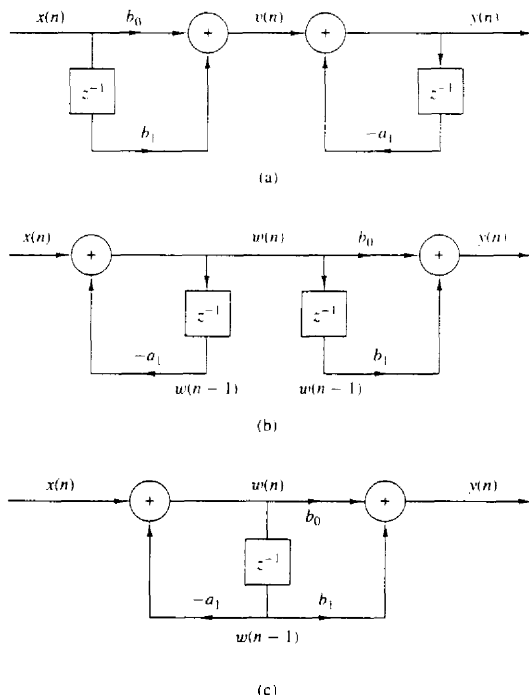 x(n) b₀ v(n) y(n)
+ +
z⁻¹ z⁻¹
b₁ −a₁
(a)
x(n) w(n) b₀ y(n)
+ +
z⁻¹ z⁻¹
−a₁ b₁
w(n − 1) w(n − 1)
(b)
x(n) w(n) y(n)
+ +
b₀
z⁻¹
−a₁ b₁
w(n − 1)
(c)